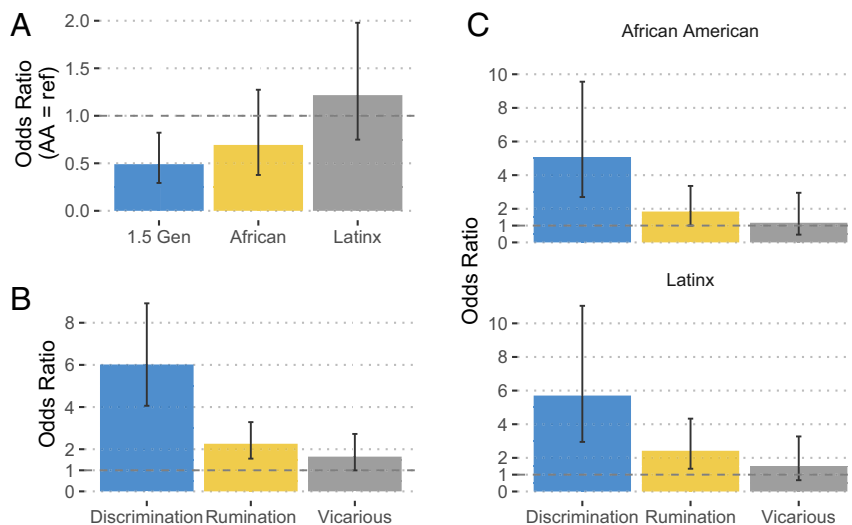 A
Odds Ratio
(AA = ref)
2.0
1.5
1.0
0.5
0.0
1.5 Gen African Latinx
B
Odds Ratio
8
6
4
2
1
0
Discrimination Rumination Vicarious
C
Odds Ratio
African American
10
8
6
4
2
1
0
Latinx
10
8
6
4
2
1
0
Discrimination Rumination Vicarious